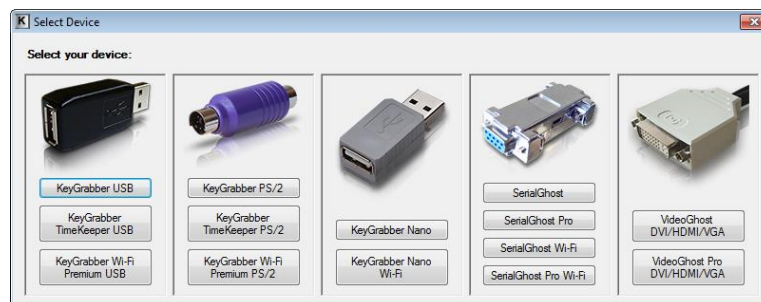 K Select Device
Select your device:
KeyGrabber USB
KeyGrabber
TimeKeeper USB
KeyGrabber Wi-Fi
Premium USB
KeyGrabber PS/2
KeyGrabber
TimeKeeper PS/2
KeyGrabber Wi-Fi
Premium PS/2
KeyGrabber Nano
KeyGrabber Nano
Wi-Fi
SerialGhost
SerialGhost Pro
SerialGhost Wi-Fi
SerialGhost Pro Wi-Fi
VideoGhost
DVI/HDMI/VGA
VideoGhost Pro
DVI/HDMI/VGA